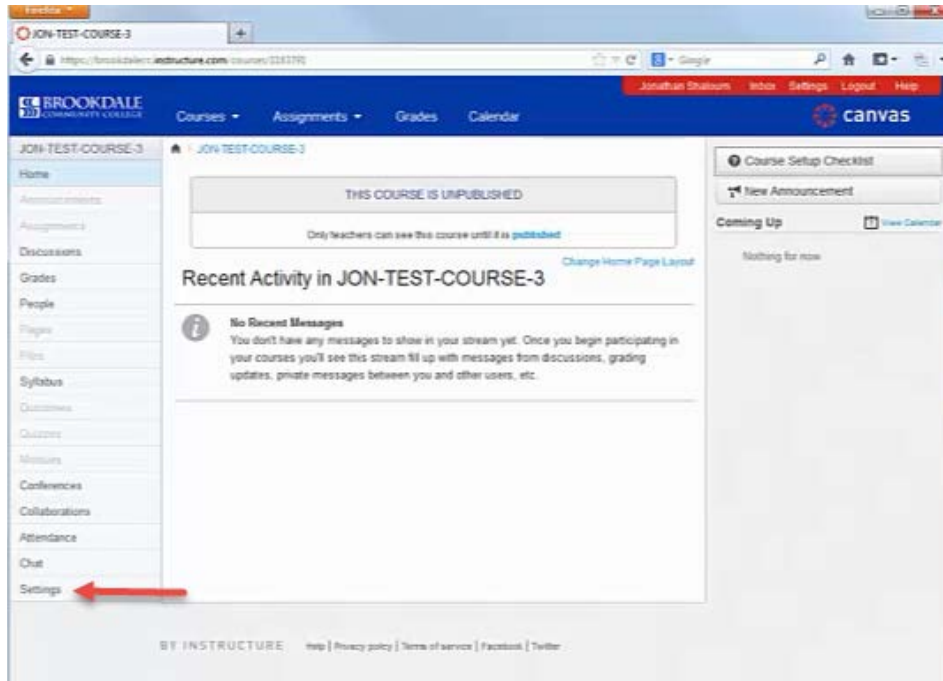 Firefox
JON-TEST-COURSE-3
https://brookdalecc.instructure.com/courses/
Google
Jonathan Shaloum Inbox Settings Logout Help
BROOKDALE
COMMUNITY COLLEGE
Courses Assignments Grades Calendar
canvas
JON-TEST-COURSE-3
Home
Announcements
Assignments
Discussions
Grades
People
Pages
Files
Syllabus
Outcomes
Quizzes
Modules
Conferences
Collaborations
Attendance
Chat
Settings
JON-TEST-COURSE-3
THIS COURSE IS UNPUBLISHED
Only teachers can see this course until it is published
Change Home Page Layout
Recent Activity in JON-TEST-COURSE-3
No Recent Messages
You don't have any messages to show in your stream yet. Once you begin participating in
your courses you'll see this stream fill up with messages from discussions, grading
updates, private messages between you and other users, etc.
Course Setup Checklist
New Announcement
Coming Up View Calendar
Nothing for now
BY INSTRUCTURE Help | Privacy policy | Terms of service | Facebook | Twitter